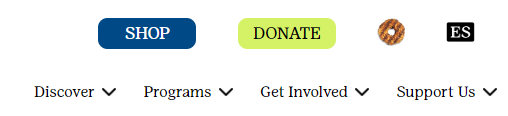 SHOP DONATE ES
Discover Programs Get Involved Support Us